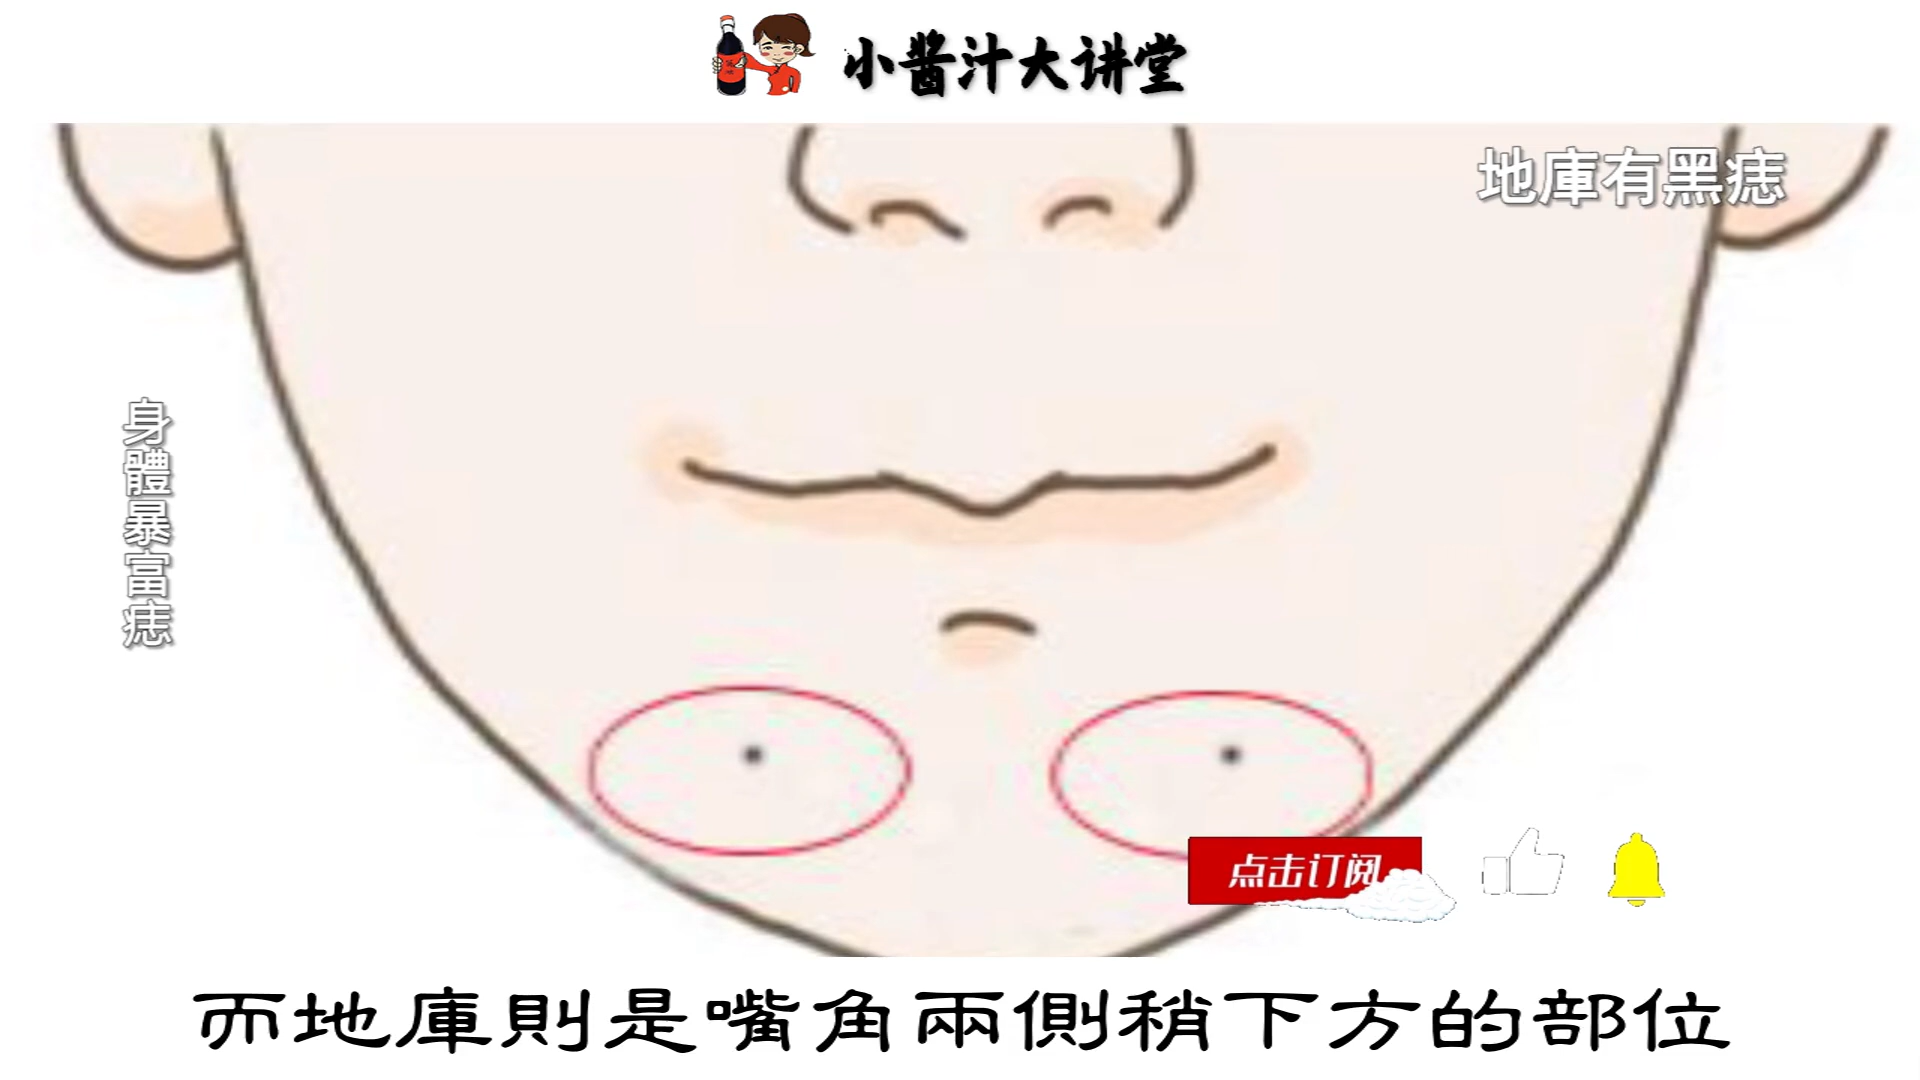 小酱汁大讲堂
地庫有黑痣
身體暴富痣
点击订阅
而地庫則是嘴角兩側稍下方的部位